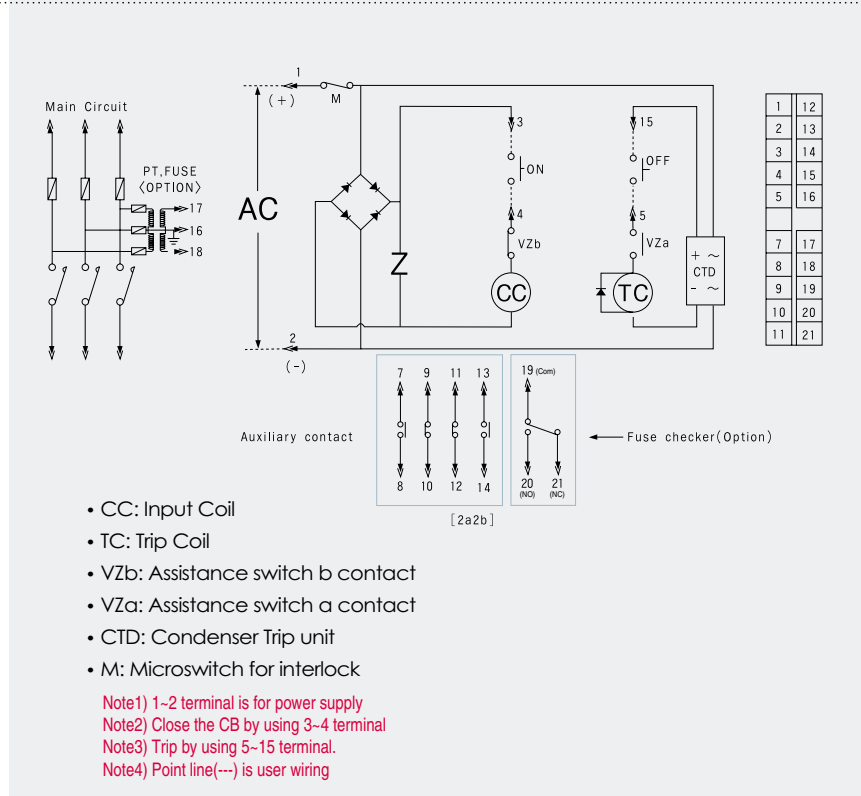 Main Circuit
PT,FUSE
〈OPTION〉
17
16
18
AC
1
(+)
M
2
(-)
Z
3
ON
4
VZb
CC
15
OFF
5
VZa
TC
+ ~
CTD
- ~
1 12
2 13
3 14
4 15
5 16
7 17
8 18
9 19
10 20
11 21
7 9 11 13
19 (Com)
Auxiliary contact
Fuse checker(Option)
8 10 12 14
20 21
(NO) (NC)
[2a2b]
• CC: Input Coil
• TC: Trip Coil
• VZb: Assistance switch b contact
• VZa: Assistance switch a contact
• CTD: Condenser Trip unit
• M: Microswitch for interlock
Note1) 1~2 terminal is for power supply
Note2) Close the CB by using 3~4 terminal
Note3) Trip by using 5~15 terminal.
Note4) Point line(---) is user wiring